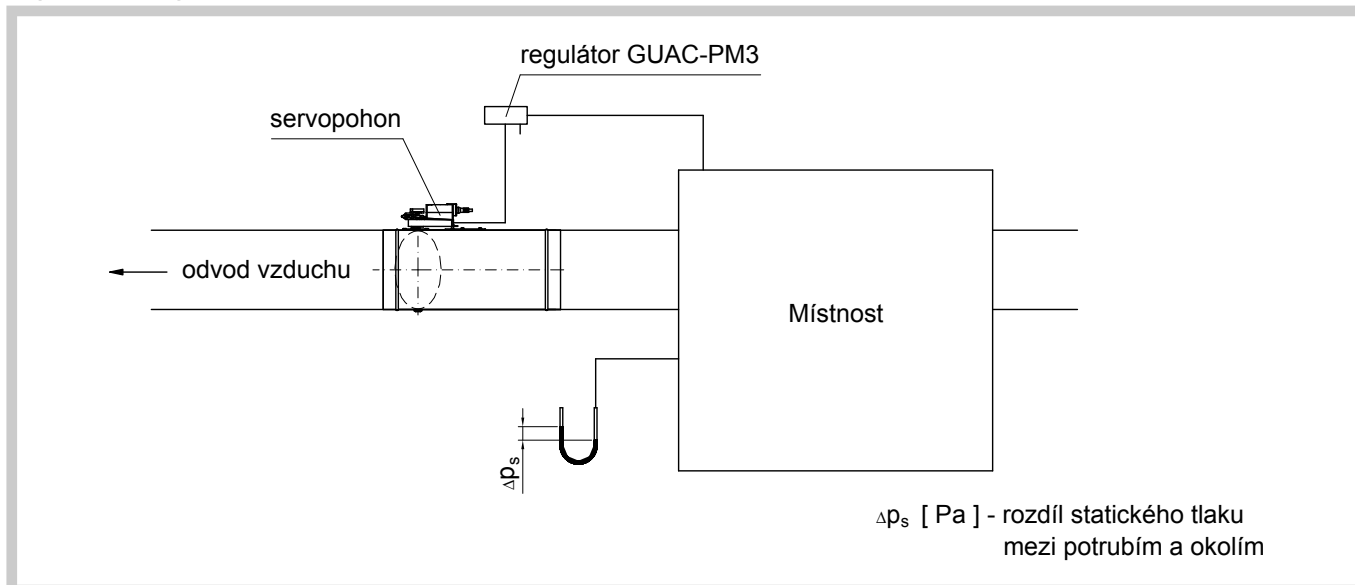 regulátor GUAC-PM3
servopohon
odvod vzduchu
Místnost
Δpₛ
Δpₛ [ Pa ] - rozdíl statického tlaku
mezi potrubím a okolím